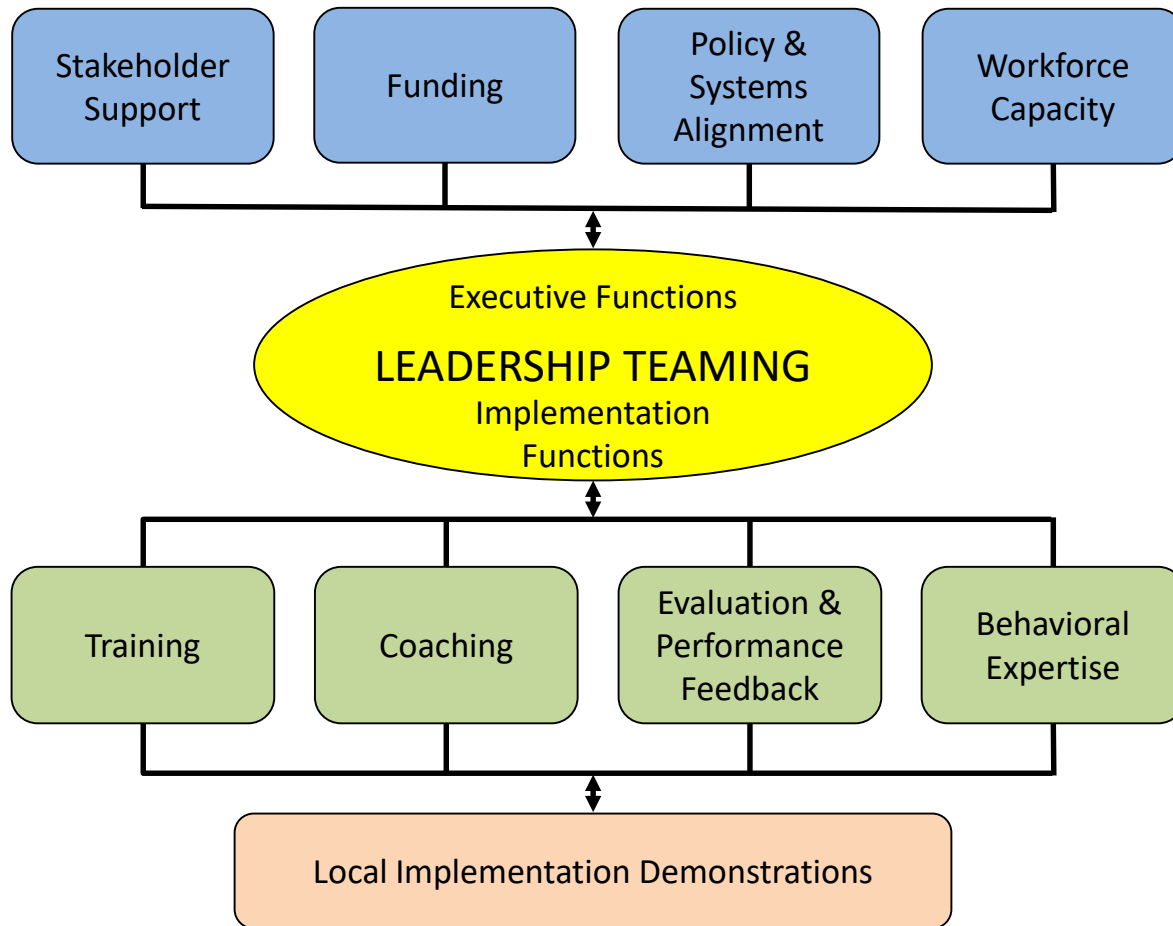 Stakeholder
Support
Funding
Policy &
Systems
Alignment
Workforce
Capacity
Executive Functions
LEADERSHIP TEAMING
Implementation
Functions
Training
Coaching
Evaluation &
Performance
Feedback
Behavioral
Expertise
Local Implementation Demonstrations